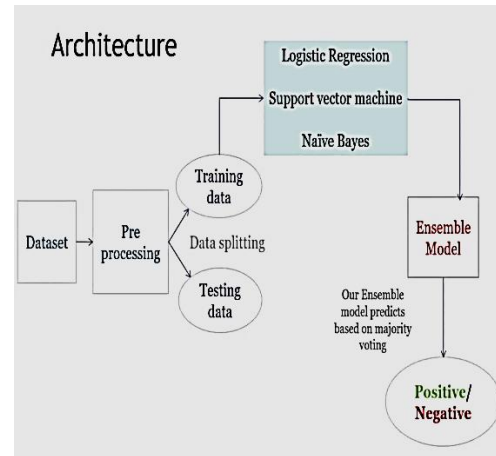 Architecture
Logistic Regression
Support vector machine
Naïve Bayes
Training
data
Dataset
Pre
processing
Data splitting
Testing
data
Ensemble
Model
Our Ensemble
model predicts
based on majority
voting
Positive/
Negative